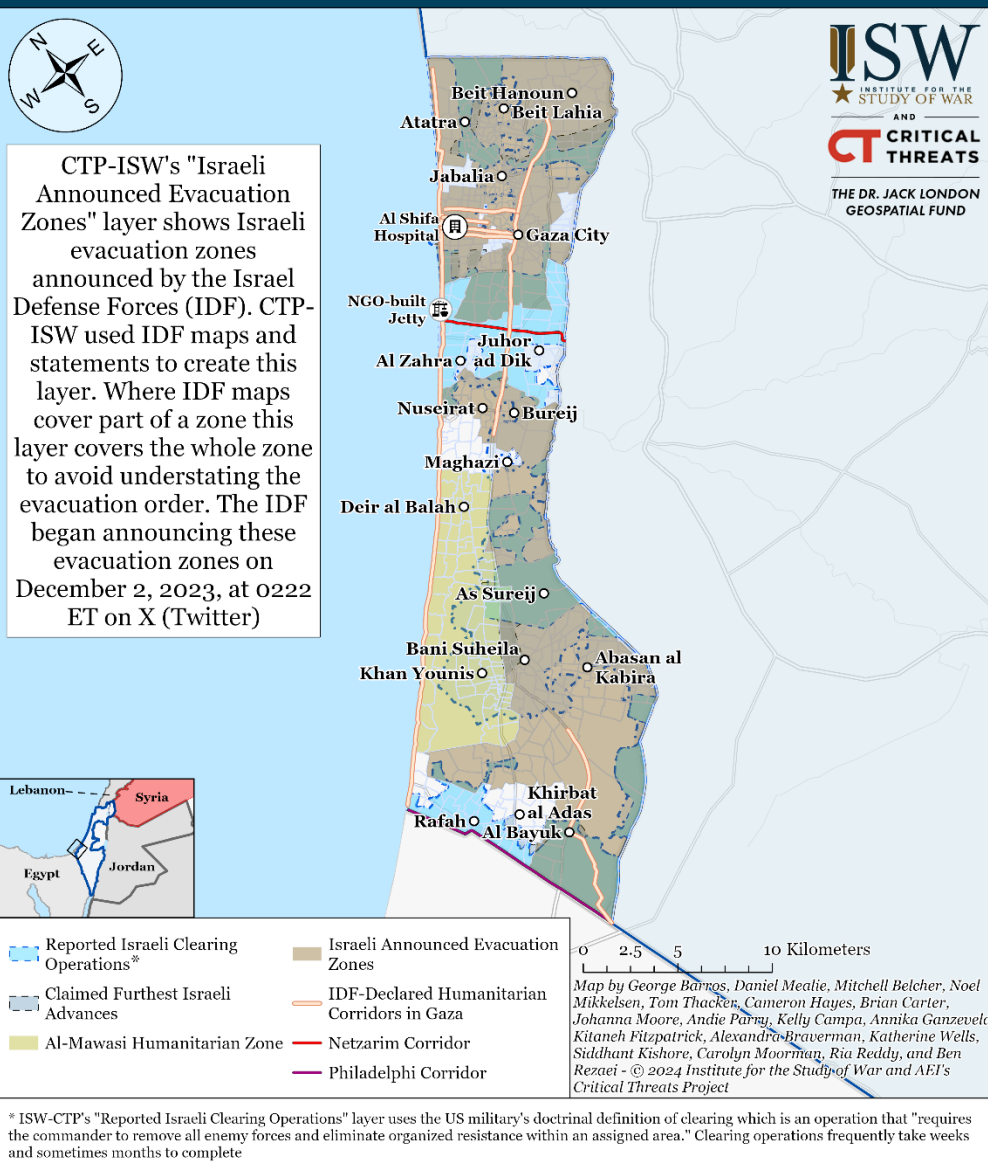 N
E
W
S
ISW
INSTITUTE FOR THE
STUDY OF WAR
AND
CT CRITICAL
THREATS
THE DR. JACK LONDON
GEOSPATIAL FUND
CTP-ISW's "Israeli
Announced Evacuation
Zones" layer shows Israeli
evacuation zones
announced by the Israel
Defense Forces (IDF). CTP-
ISW used IDF maps and
statements to create this
layer. Where IDF maps
cover part of a zone this
layer covers the whole zone
to avoid understating the
evacuation order. The IDF
began announcing these
evacuation zones on
December 2, 2023, at 0222
ET on X (Twitter)
Beit Hanoun
Beit Lahia
Atatra
Jabalia
Al Shifa
Hospital
Gaza City
NGO-built
Jetty
Juhor
ad Dik
Al Zahra
Nuseirat
Bureij
Maghazi
Deir al Balah
As Sureij
Bani Suheila
Abasan al
Kabira
Khan Younis
Khirbat
al Adas
Rafah
Al Bayuk
Lebanon
Syria
Jordan
Egypt
Reported Israeli Clearing
Operations*
Claimed Furthest Israeli
Advances
Al-Mawasi Humanitarian Zone
Israeli Announced Evacuation
Zones
IDF-Declared Humanitarian
Corridors in Gaza
Netzarim Corridor
Philadelphi Corridor
0 2.5 5 10 Kilometers
Map by George Barros, Daniel Mealie, Mitchell Belcher, Noel
Mikkelsen, Tom Thacker, Cameron Hayes, Brian Carter,
Johanna Moore, Andie Parry, Kelly Campa, Annika Ganzeveld,
Kitaneh Fitzpatrick, Alexandra Braverman, Katherine Wells,
Siddhant Kishore, Carolyn Moorman, Ria Reddy, and Ben
Rezaei - © 2024 Institute for the Study of War and AEI's
Critical Threats Project
* ISW-CTP's "Reported Israeli Clearing Operations" layer uses the US military's doctrinal definition of clearing which is an operation that "requires
the commander to remove all enemy forces and eliminate organized resistance within an assigned area." Clearing operations frequently take weeks
and sometimes months to complete